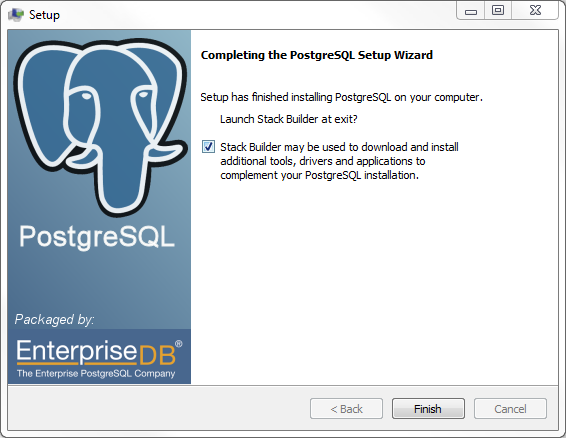 Setup
Completing the PostgreSQL Setup Wizard
Setup has finished installing PostgreSQL on your computer.
Launch Stack Builder at exit?
Stack Builder may be used to download and install
additional tools, drivers and applications to
complement your PostgreSQL installation.
PostgreSQL
Packaged by:
EnterpriseDB®
The Enterprise PostgreSQL Company
< Back
Finish
Cancel